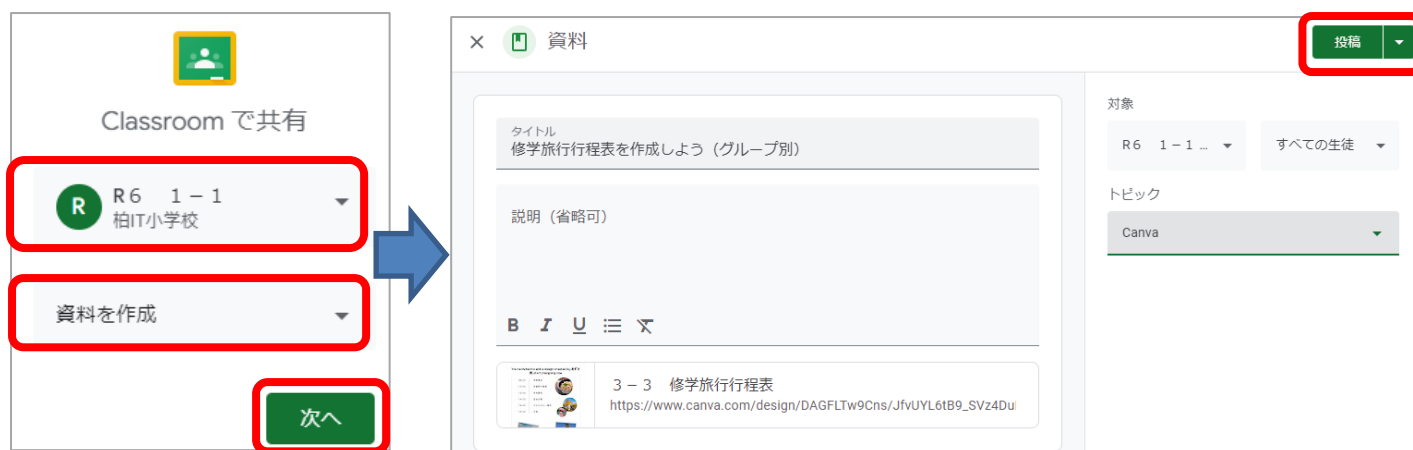 Classroom で共有
R
R６　１－１
柏IT小学校
資料を作成
次へ
資料
投稿
タイトル
修学旅行行程表を作成しよう（グループ別）
説明（省略可）
B I U
３－３　修学旅行行程表
https://www.canva.com/design/DAGFLTw9Cns/JfvUYL6tB9_SVz4Du
対象
R６　１－１ ...
すべての生徒
トピック
Canva